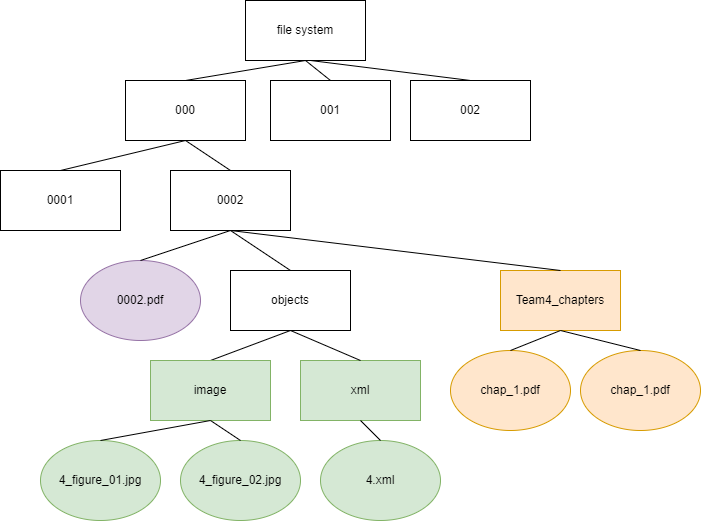 file system
000
001
002
0001
0002
0002.pdf
objects
Team4_chapters
image
xml
chap_1.pdf
chap_1.pdf
4_figure_01.jpg
4_figure_02.jpg
4.xml